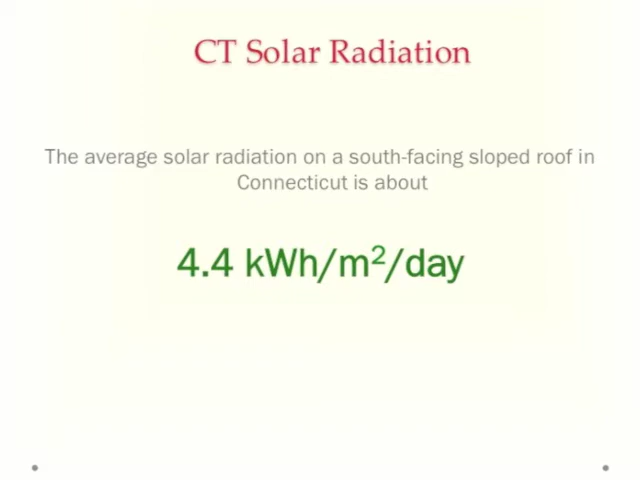 CT Solar Radiation
The average solar radiation on a south-facing sloped roof in
Connecticut is about
4.4 kWh/m²/day